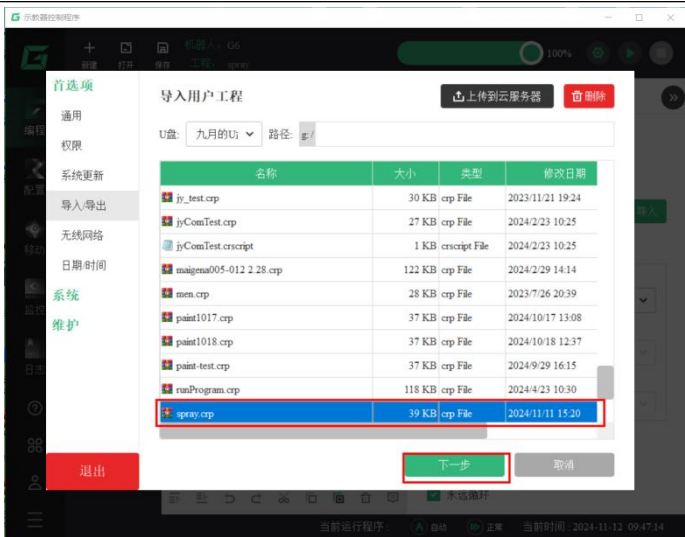 示教器控制程序
新建 打开 保存 机器人: G6 100%
工程: spray
首选项
通用
权限
系统更新
导入/导出
无线网络
日期/时间
系统
维护
退出
导入用户工程 上传到云服务器 删除
U盘: 九月的Ui 路径: g:/
名称 大小 类型 修改日期
jy_test.crp 30 KB crp File 2023/11/21 19:24
jyComTest.crp 27 KB crp File 2024/2/23 10:25
jyComTest.crscript 1 KB crscript File 2024/2/23 10:25
maigena005-012 2.28.crp 122 KB crp File 2024/2/29 14:14
men.crp 28 KB crp File 2023/7/26 20:39
paint1017.crp 37 KB crp File 2024/10/17 13:08
paint1018.crp 37 KB crp File 2024/10/18 12:37
paint-test.crp 37 KB crp File 2024/9/29 16:15
runProgram.crp 118 KB crp File 2024/4/23 10:30
spray.crp 39 KB crp File 2024/11/11 15:20
下一步 取消
编程
配置
移动
监控
日志
导入
永远循环
当前运行程序: A 自动 正常 当前时间: 2024-11-12 09:47:14